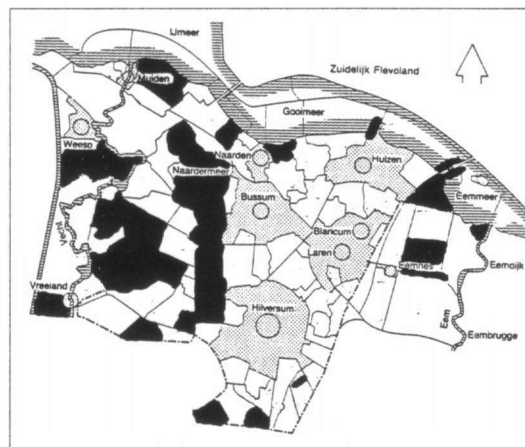 IJmeer
Zuidelijk Flevoland
Muiden
Gooimeer
Weesp
Naarden
Huizen
Naardermeer
Bussum
Eemmeer
Vecht
Blaricum
Laren
Eemnes
Eemdijk
Vreeland
Hilversum
Eem
Eembrugge